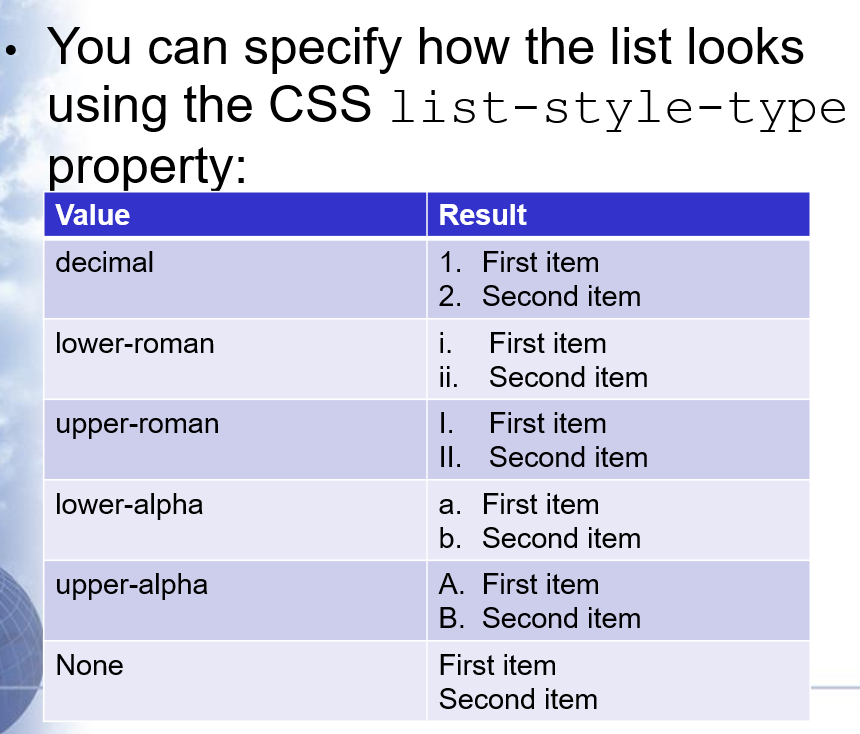 • You can specify how the list looks
using the CSS list-style-type
property:
Value Result
decimal 1. First item
2. Second item
lower-roman i. First item
ii. Second item
upper-roman I. First item
II. Second item
lower-alpha a. First item
b. Second item
upper-alpha A. First item
B. Second item
None First item
Second item